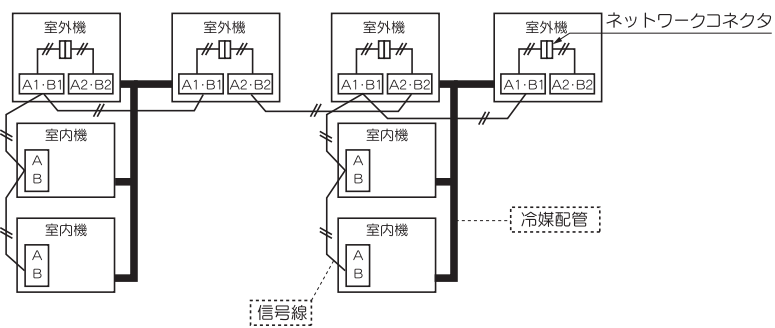 室外機
室外機
室外機
室外機
ネットワークコネクタ
A1・B1
A2・B2
A1・B1
A2・B2
A1・B1
A2・B2
A1・B1
A2・B2
室内機
室内機
A
B
A
B
冷媒配管
室内機
室内機
A
B
A
B
信号線